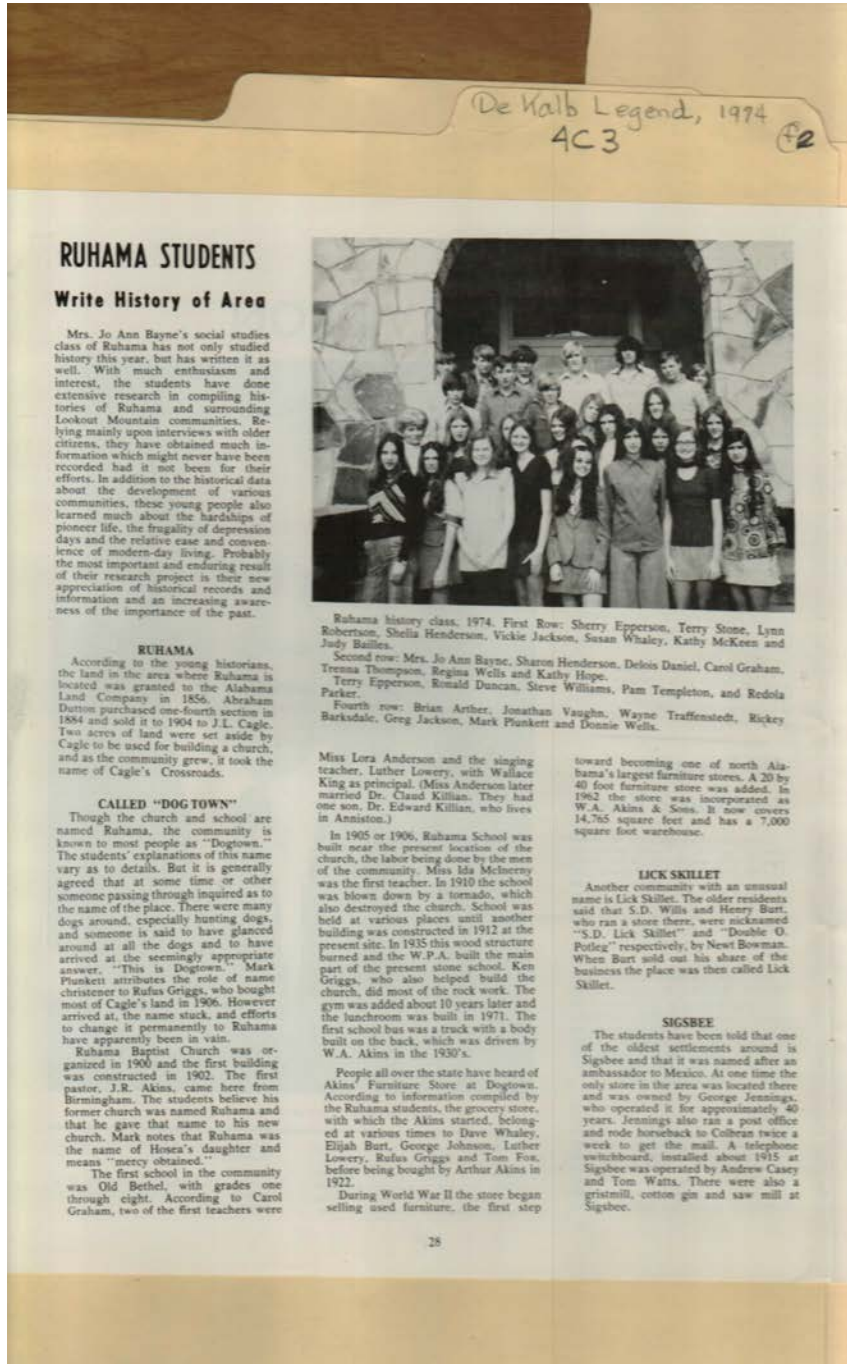 De Kalb Legend, 1974
4C3
f2
RUHAMA STUDENTS
Write History of Area
Mrs. Jo Ann Bayne's social studies
class of Ruhama has not only studied
history this year, but has written it as
well. With much enthusiasm and
interest, the students have done
extensive research in compiling his-
tories of Ruhama and surrounding
Lookout Mountain communities. Re-
lying mainly upon interviews with older
citizens, they have obtained much in-
formation which might never have been
recorded had it not been for their
efforts. In addition to the historical data
about the development of various
communities, these young people also
learned much about the hardships of
pioneer life, the frugality of depression
days and the relative ease and conven-
ience of modern-day living. Probably
the most important and enduring result
of their research project is their new
appreciation of historical records and
information and an increasing aware-
ness of the importance of the past.
RUHAMA
According to the young historians,
the land in the area where Ruhama is
located was granted to the Alabama
Land Company in 1856. Abraham
Dutton purchased one-fourth section in
1884 and sold it to 1904 to J.L. Cagle.
Two acres of land were set aside by
Cagle to be used for building a church,
and as the community grew, it took the
name of Cagle's Crossroads.
CALLED "DOG TOWN"
Though the church and school are
named Ruhama, the community is
known to most people as "Dogtown."
The students' explanations of this name
vary as to details. But it is generally
agreed that at some time or other
someone passing through inquired as to
the name of the place. There were many
dogs around, especially hunting dogs,
and someone is said to have glanced
around at all the dogs and to have
arrived at the seemingly appropriate
answer, "This is Dogtown." Mark
Plunkett attributes the role of name
christener to Rufus Griggs, who bought
most of Cagle's land in 1906. However
arrived at, the name stuck, and efforts
to change it permanently to Ruhama
have apparently been in vain.
Ruhama Baptist Church was or-
ganized in 1900 and the first building
was constructed in 1902. The first
pastor, J.R. Akins, came here from
Birmingham. The students believe his
former church was named Ruhama and
that he gave that name to his new
church. Mark notes that Ruhama was
the name of Hosea's daughter and
means "mercy obtained."
The first school in the community
was Old Bethel, with grades one
through eight. According to Carol
Graham, two of the first teachers were
Ruhama history class, 1974. First Row: Sherry Epperson, Terry Stone, Lynn
Robertson, Shelia Henderson, Vickie Jackson, Susan Whaley, Kathy McKeen and
Judy Bailles.
Second row: Mrs. Jo Ann Bayne, Sharon Henderson, Delois Daniel, Carol Graham,
Trenna Thompson, Regina Wells and Kathy Hope.
Terry Epperson, Ronald Duncan, Steve Williams, Pam Templeton, and Redola
Parker.
Fourth row: Brian Arther, Jonathan Vaughn, Wayne Traffenstedt, Rickey
Barksdale, Greg Jackson, Mark Plunkett and Donnie Wells.
Miss Lora Anderson and the singing
teacher, Luther Lowery, with Wallace
King as principal. (Miss Anderson later
married Dr. Claud Killian. They had
one son, Dr. Edward Killian, who lives
in Anniston.)
In 1905 or 1906, Ruhama School was
built near the present location of the
church, the labor being done by the men
of the community. Miss Ida McInerny
was the first teacher. In 1910 the school
was blown down by a tornado, which
also destroyed the church. School was
held at various places until another
building was constructed in 1912 at the
present site. In 1935 this wood structure
burned and the W.P.A. built the main
part of the present stone school. Ken
Griggs, who also helped build the
church, did most of the rock work. The
gym was added about 10 years later and
the lunchroom was built in 1971. The
first school bus was a truck with a body
built on the back, which was driven by
W.A. Akins in the 1930's.
People all over the state have heard of
Akins' Furniture Store at Dogtown.
According to information compiled by
the Ruhama students, the grocery store,
with which the Akins started, belong-
ed at various times to Dave Whaley,
Elijah Burt, George Johnson, Luther
Lowery, Rufus Griggs and Tom Fox,
before being bought by Arthur Akins in
1922.
During World War II the store began
selling used furniture, the first step
toward becoming one of north Ala-
bama's largest furniture stores. A 20 by
40 foot furniture store was added. In
1962 the store was incorporated as
W.A. Akins & Sons. It now covers
14,765 square feet and has a 7,000
square foot warehouse.
LICK SKILLET
Another community with an unusual
name is Lick Skillet. The older residents
said that S.D. Wills and Henry Burt,
who ran a store there, were nicknamed
"S.D. Lick Skillet" and "Double O.
Potleg" respectively, by Newt Bowman.
When Burt sold out his share of the
business the place was then called Lick
Skillet.
SIGSBEE
The students have been told that one
of the oldest settlements around is
Sigsbee and that it was named after an
ambassador to Mexico. At one time the
only store in the area was located there
and was owned by George Jennings,
who operated it for approximately 40
years. Jennings also ran a post office
and rode horseback to Colbran twice a
week to get the mail. A telephone
switchboard, installed about 1915 at
Sigsbee was operated by Andrew Casey
and Tom Watts. There were also a
gristmill, cotton gin and saw mill at
Sigsbee.
28